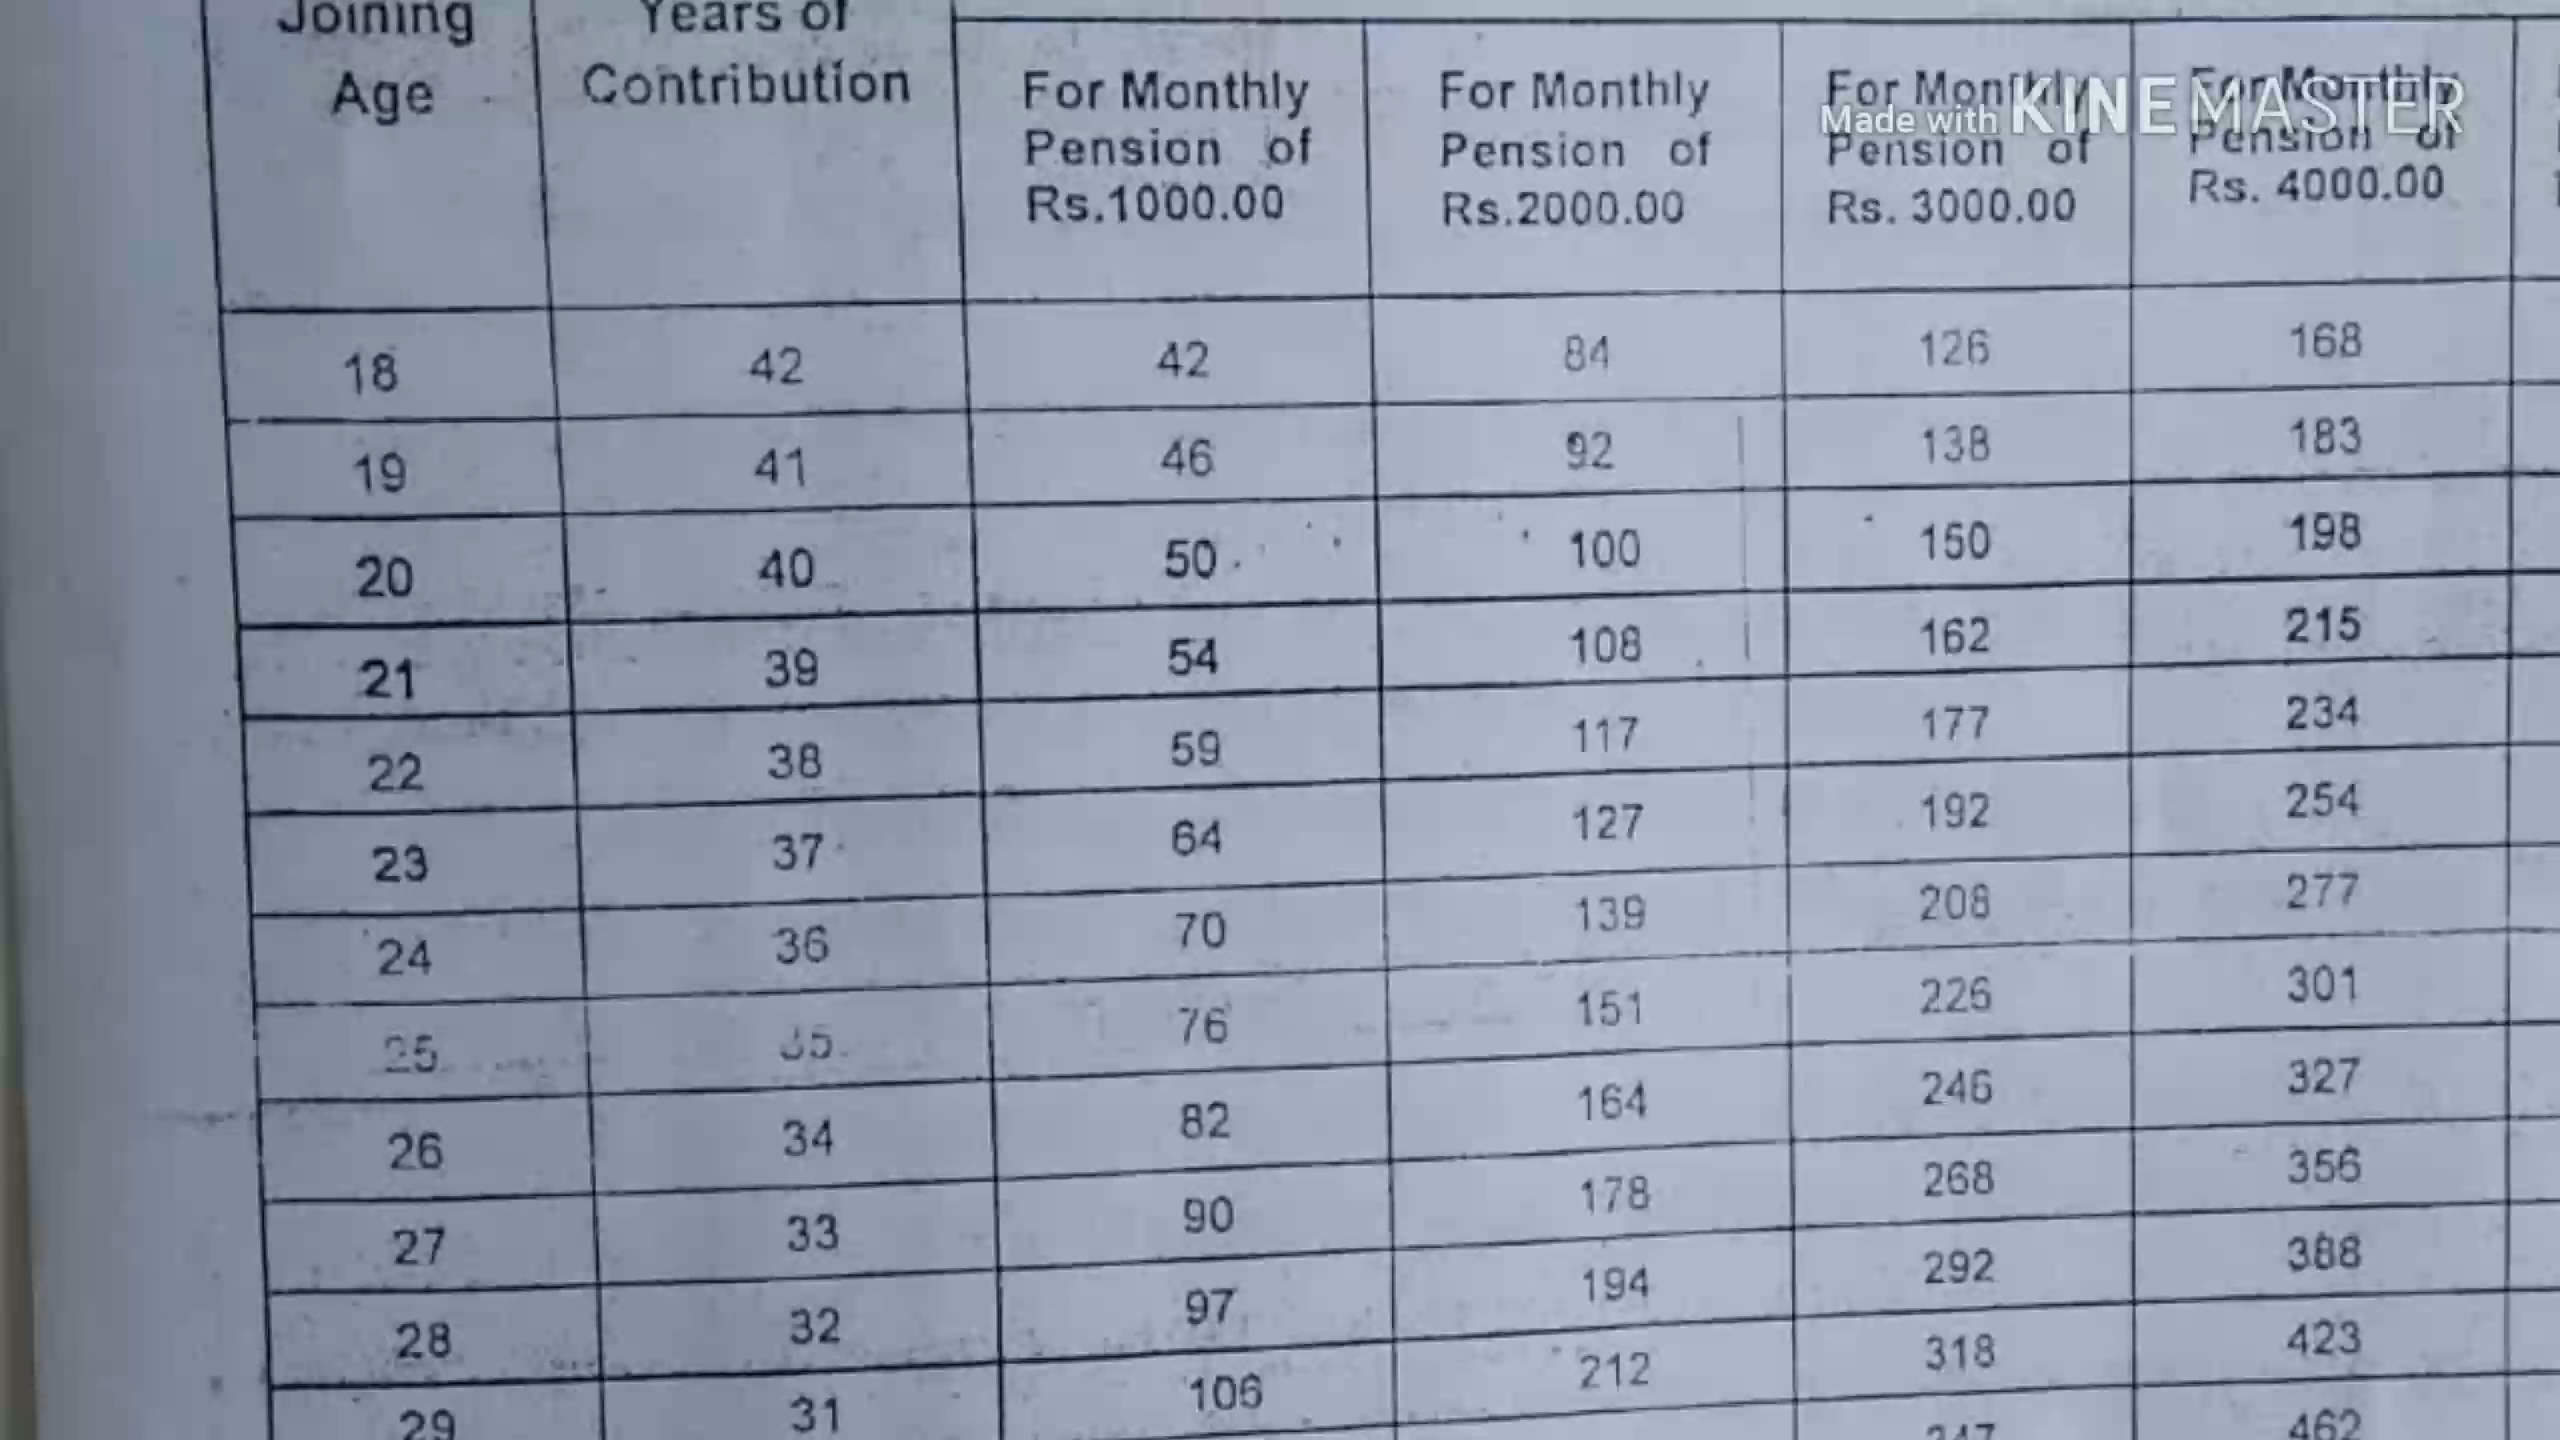 Joining Age
Years of Contribution
For Monthly Pension of Rs.1000.00
For Monthly Pension of Rs.2000.00
For Monthly Pension of Rs. 3000.00
For Monthly Pension of Rs. 4000.00
Made with KINEMASTER
18 42 42 84 126 168
19 41 46 92 138 183
20 40 50 100 150 198
21 39 54 108 162 215
22 38 59 117 177 234
23 37 64 127 192 254
24 36 70 139 208 277
25 35 76 151 226 301
26 34 82 164 246 327
27 33 90 178 268 356
28 32 97 194 292 388
29 31 106 212 318 423
347 462